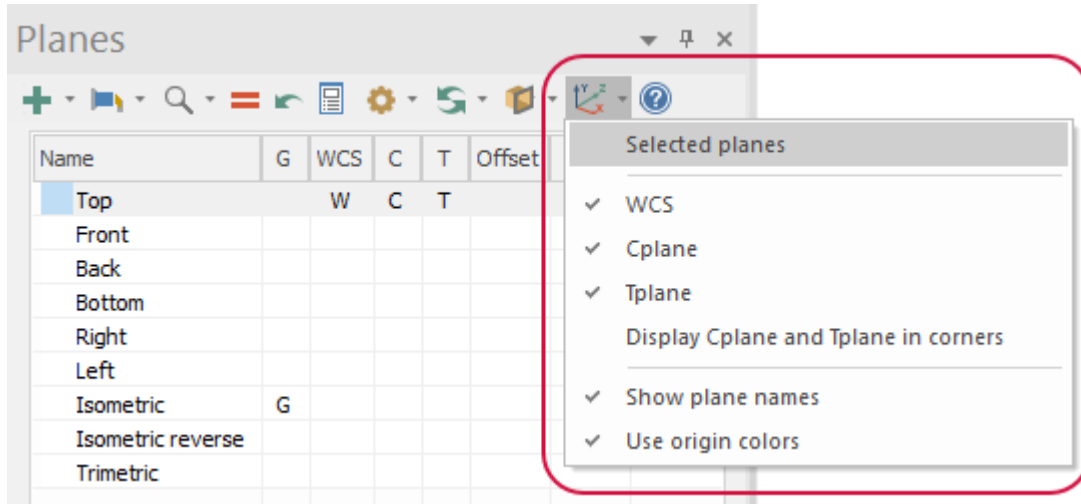 Planes
Name G WCS C T Offset
Top W C T
Front
Back
Bottom
Right
Left
Isometric G
Isometric reverse
Trimetric
Y Z X
?
Selected planes
WCS
Cplane
Tplane
Display Cplane and Tplane in corners
Show plane names
Use origin colors